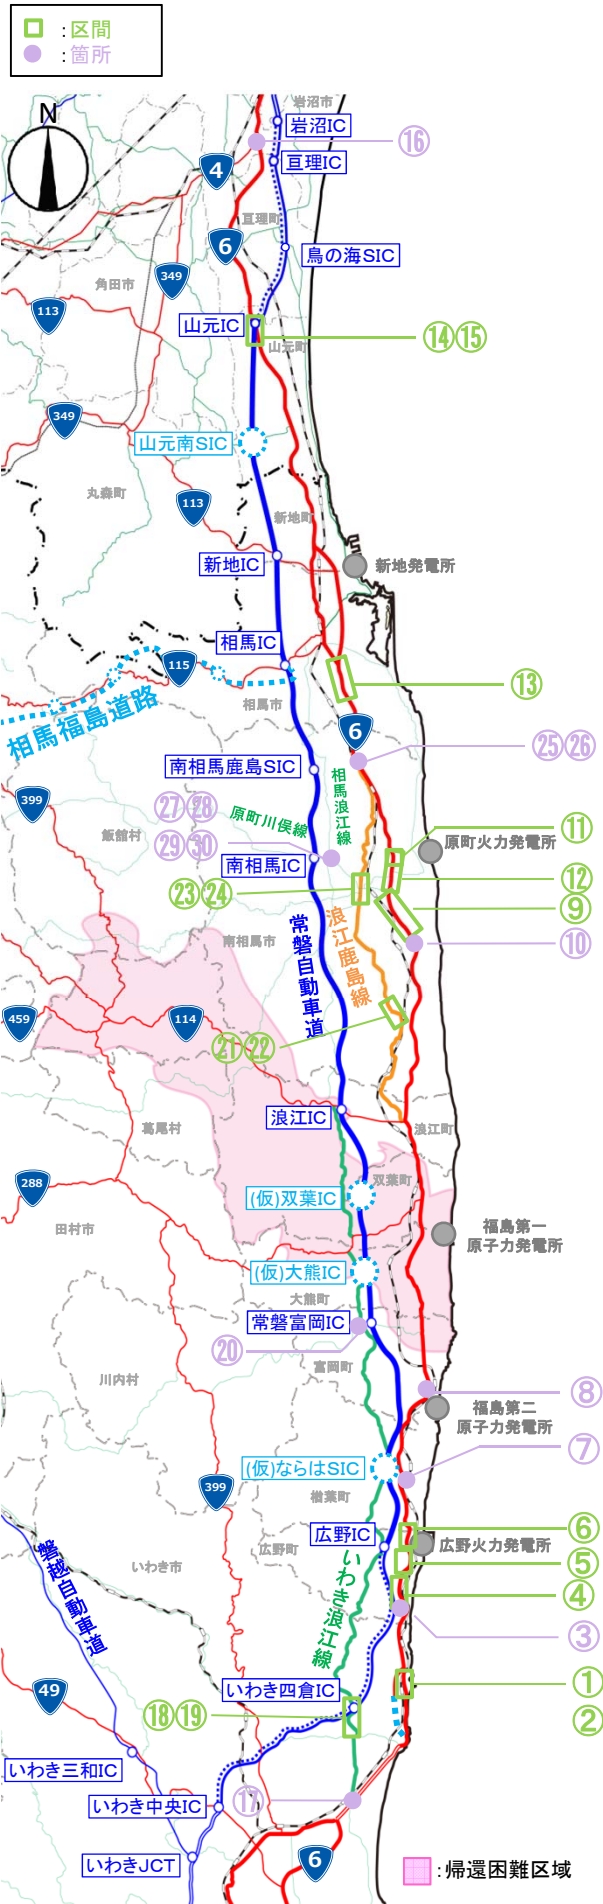 :区間
:箇所
N
岩沼市
岩沼IC
⑯
亘理IC
4
亘理町
6
鳥の海SIC
角田市
349
113
山元IC
⑭⑮
山元町
349
山元南SIC
丸森町
113
新地町
新地IC
新地発電所
相馬IC
115
⑬
相馬福島道路
相馬市
6
㉕㉖
南相馬鹿島SIC
相馬浪江線
399
㉗㉘
原町川俣線
⑪
飯舘村
原町火力発電所
㉙㉚
南相馬IC
⑫
㉓㉔
⑨
浪江鹿島線
常磐自動車道
南相馬市
⑩
459
114
㉑㉒
浪江IC
葛尾村
浪江町
288
双葉町
(仮)双葉IC
田村市
福島第一
原子力発電所
(仮)大熊IC
大熊町
常磐富岡IC
⑳
富岡町
川内村
⑧
福島第二
原子力発電所
⑦
(仮)ならはSIC
399
楢葉町
⑥
広野IC
広野火力発電所
広野町
磐越自動車道
いわき市
いわき浪江線
⑤
④
③
いわき四倉IC
①
49
⑱⑲
②
いわき三和IC
いわき中央IC
⑰
いわきJCT
6
:帰還困難区域